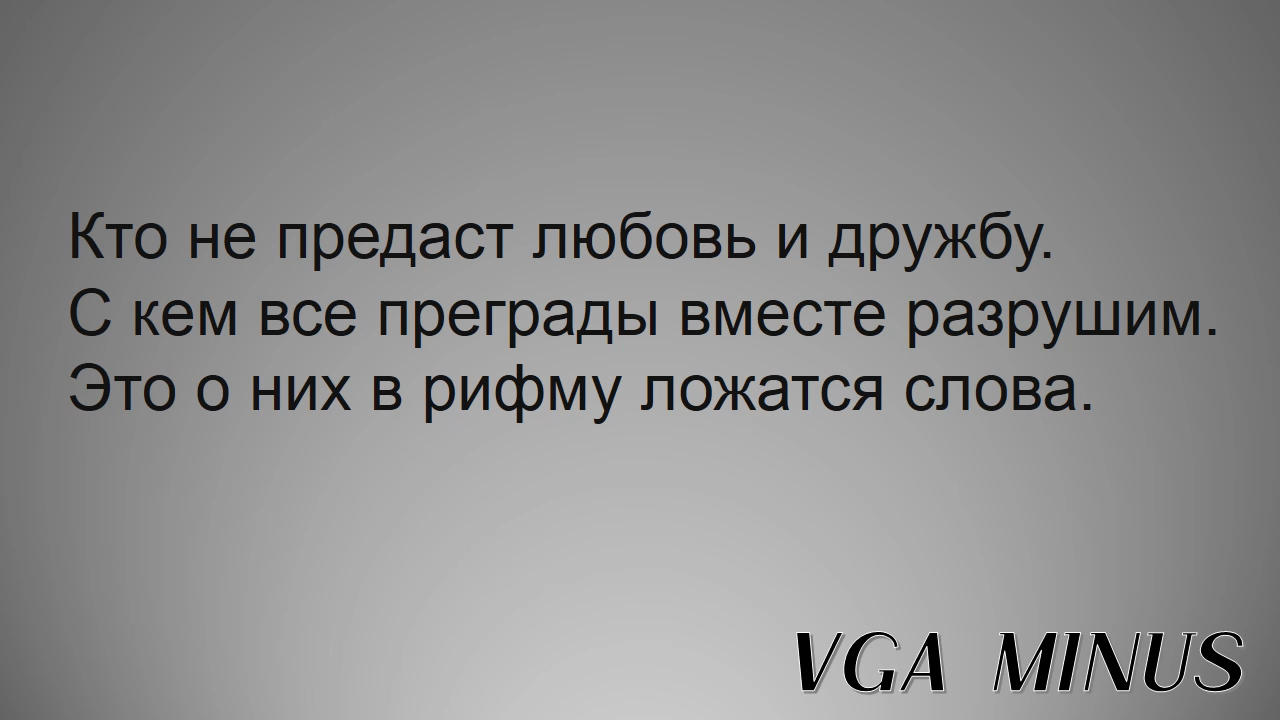 Кто не предаст любовь и дружбу.
С кем все преграды вместе разрушим.
Это о них в рифму ложатся слова.
VGA MINUS